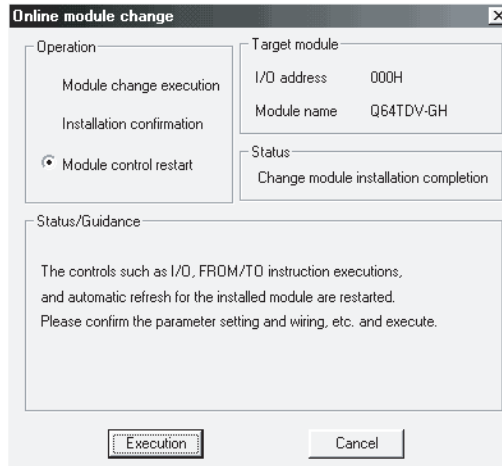 Online module change
Operation
Module change execution
Installation confirmation
Module control restart
Target module
I/O address 000H
Module name Q64TDV-GH
Status
Change module installation completion
Status/Guidance
The controls such as I/O, FROM/TO instruction executions,
and automatic refresh for the installed module are restarted.
Please confirm the parameter setting and wiring, etc. and execute.
Execution Cancel